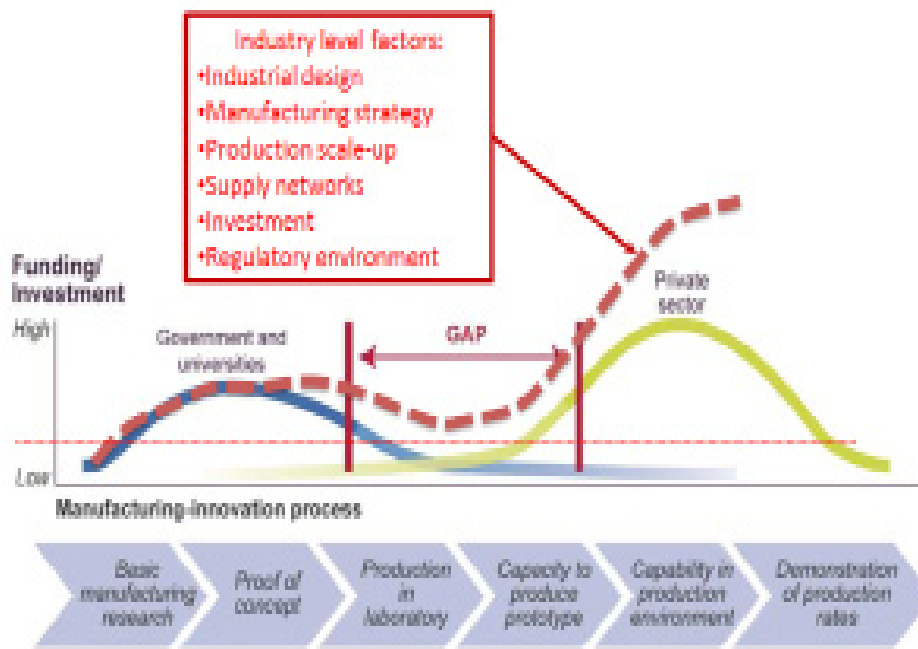 Industry level factors:
•Industrial design
•Manufacturing strategy
•Production scale-up
•Supply networks
•Investment
•Regulatory environment
Funding/
Investment
High
Government and
universities
GAP
Private
sector
Low
Manufacturing-innovation process
Basic
manufacturing
research
Proof of
concept
Production
in
laboratory
Capacity to
produce
prototype
Capability in
production
environment
Demonstration
of production
rates